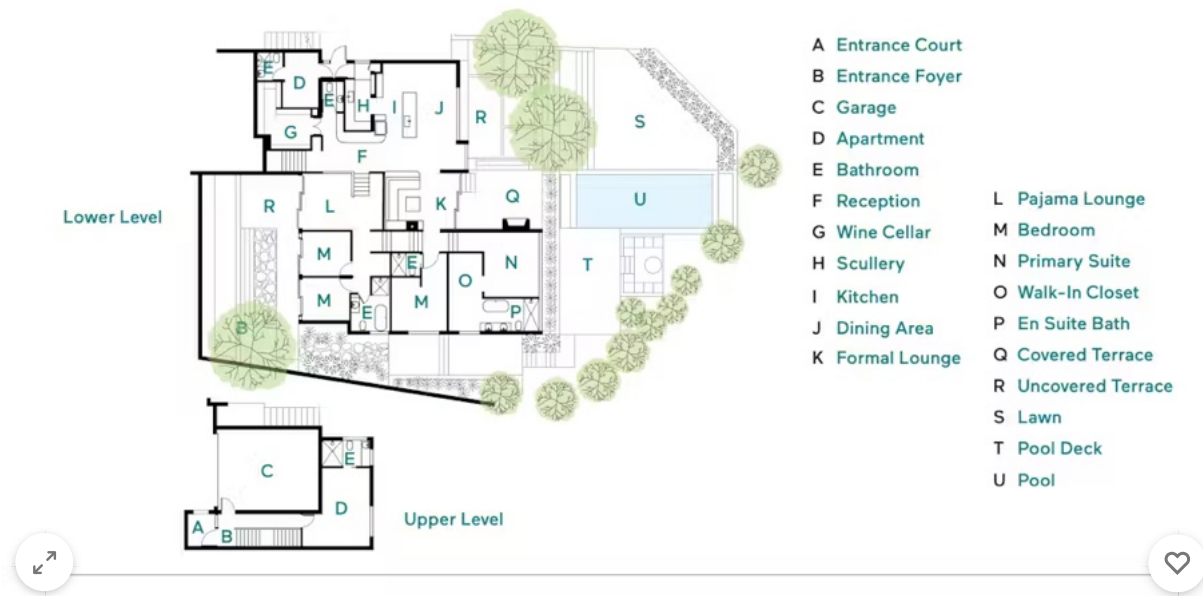 A Entrance Court
B Entrance Foyer
C Garage
D Apartment
E Bathroom
F Reception
G Wine Cellar
H Scullery
I Kitchen
J Dining Area
K Formal Lounge
L Pajama Lounge
M Bedroom
N Primary Suite
O Walk-In Closet
P En Suite Bath
Q Covered Terrace
R Uncovered Terrace
S Lawn
T Pool Deck
U Pool
Lower Level
E
D
E
H
I
J
R
S
G
F
R
L
K
Q
U
M
E
O
N
T
M
E
M
P
B
Upper Level
C
E
D
A
B